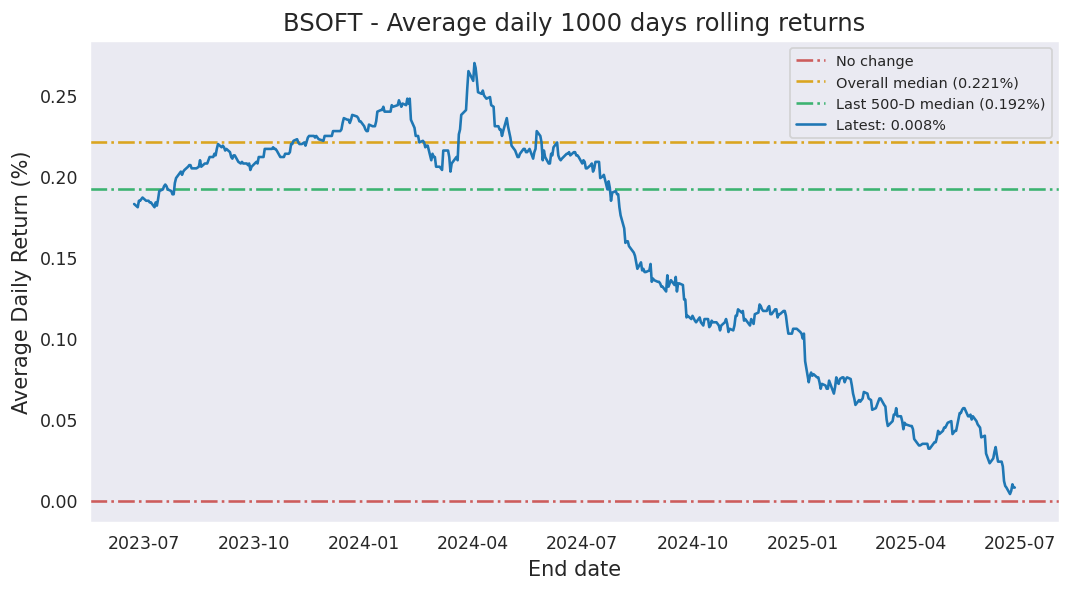 BSOFT - Average daily 1000 days rolling returns
No change
Overall median (0.221%)
Last 500-D median (0.192%)
Latest: 0.008%
Average Daily Return (%)
0.25
0.20
0.15
0.10
0.05
0.00
2023-07 2023-10 2024-01 2024-04 2024-07 2024-10 2025-01 2025-04 2025-07
End date